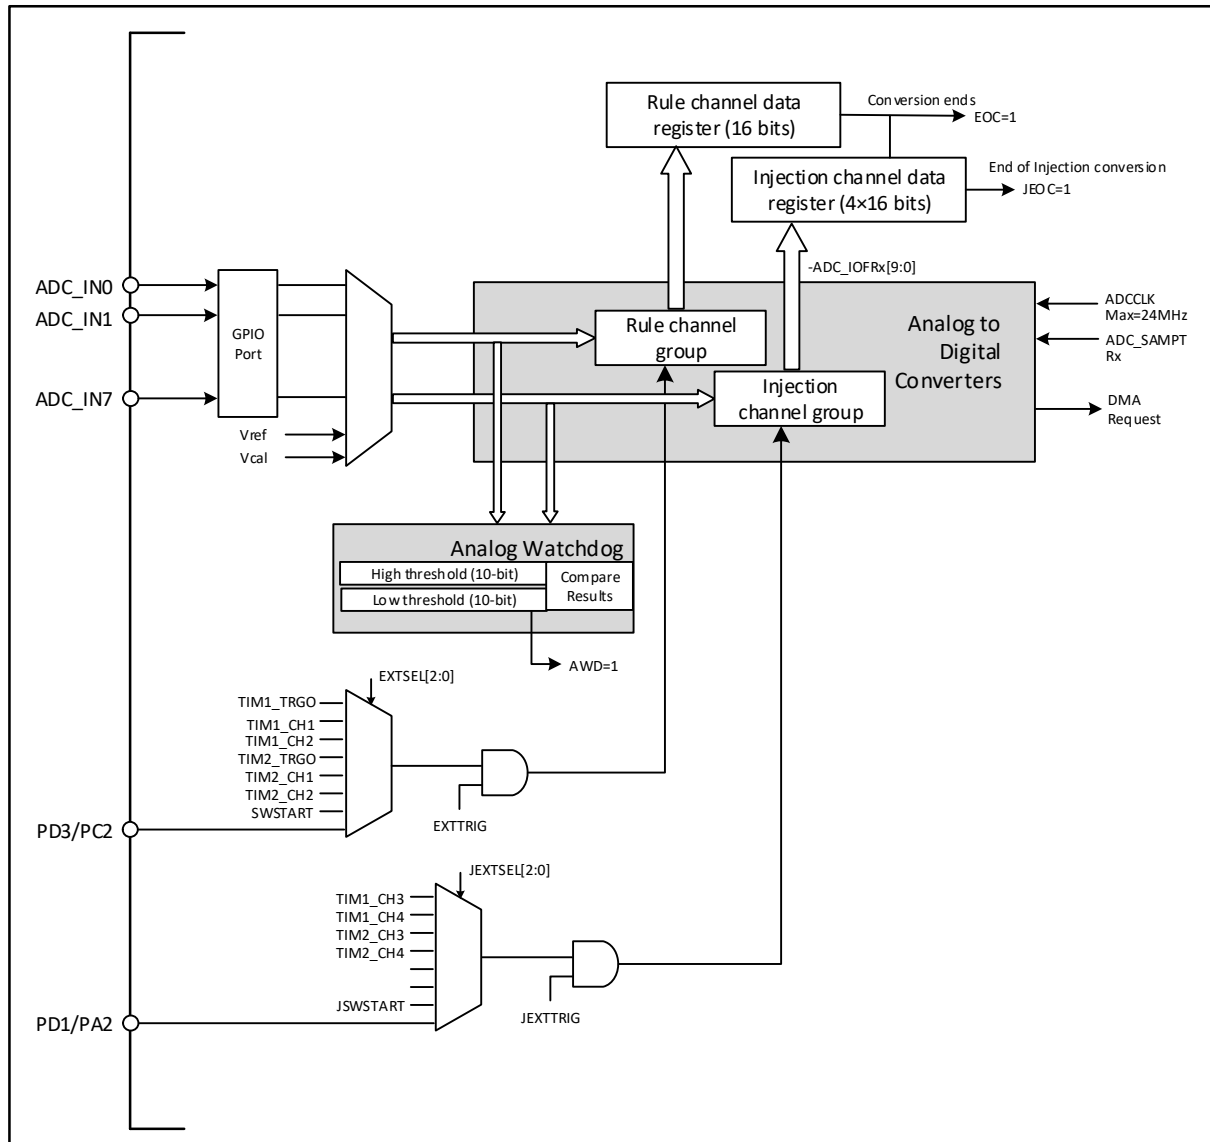 Rule channel data
register (16 bits)
Conversion ends
EOC=1
Injection channel data
register (4×16 bits)
End of Injection conversion
JEOC=1
-ADC_IOFRx[9:0]
ADC_IN0
ADC_IN1
ADC_IN7
GPIO
Port
Vref
Vcal
Rule channel
group
Injection
channel group
Analog to
Digital
Converters
ADCCLK
Max=24MHz
ADC_SAMPT
Rx
DMA
Request
Analog Watchdog
High threshold (10-bit)
Low threshold (10-bit)
Compare
Results
AWD=1
EXTSEL[2:0]
TIM1_TRGO
TIM1_CH1
TIM1_CH2
TIM2_TRGO
TIM2_CH1
TIM2_CH2
SWSTART
PD3/PC2
EXTTRIG
JEXTSEL[2:0]
TIM1_CH3
TIM1_CH4
TIM2_CH3
TIM2_CH4
JSWSTART
PD1/PA2
JEXTTRIG